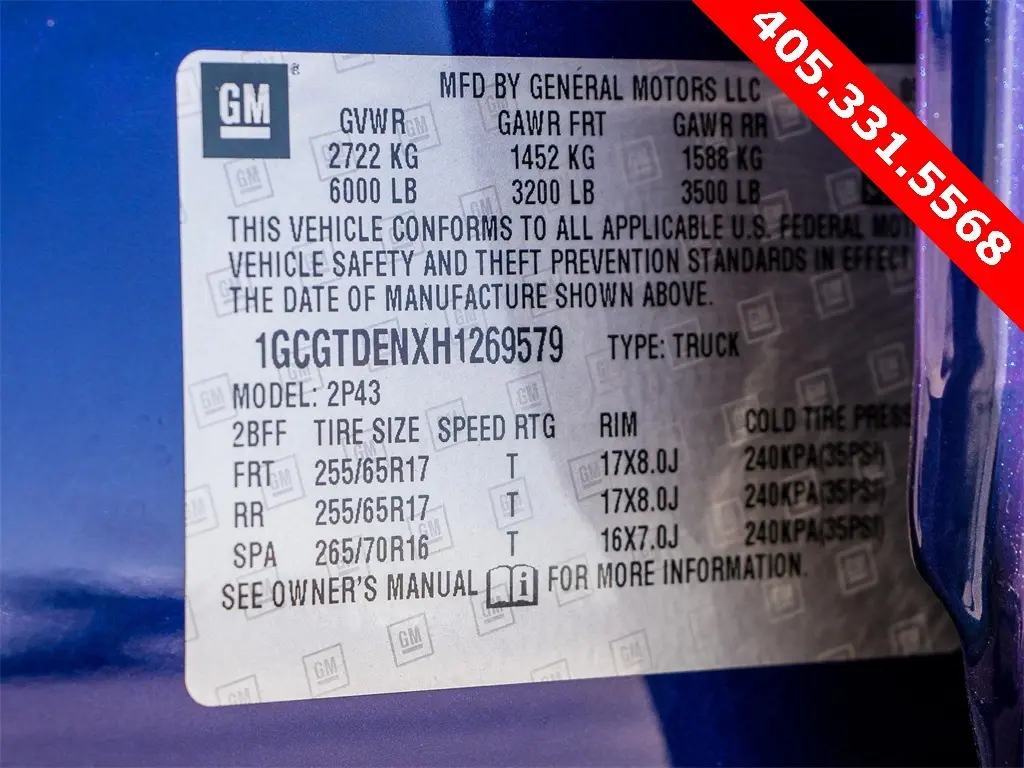 405.331.5568
GM
MFD BY GENERAL MOTORS LLC
GVWR GAWR FRT GAWR RR
2722 KG 1452 KG 1588 KG
6000 LB 3200 LB 3500 LB
THIS VEHICLE CONFORMS TO ALL APPLICABLE U.S. FEDERAL
VEHICLE SAFETY AND THEFT PREVENTION STANDARDS IN EFFECT
THE DATE OF MANUFACTURE SHOWN ABOVE.
1GCGTDENXH1269579 TYPE: TRUCK
MODEL: 2P43
2BFF TIRE SIZE SPEED RTG RIM COLD TIRE PRESS
FRT 255/65R17 T 17X8.0J 240KPA(35PSI)
RR 255/65R17 T 17X8.0J 240KPA(35PSI)
SPA 265/70R16 T 16X7.0J 240KPA(35PSI)
SEE OWNER'S MANUAL i FOR MORE INFORMATION.